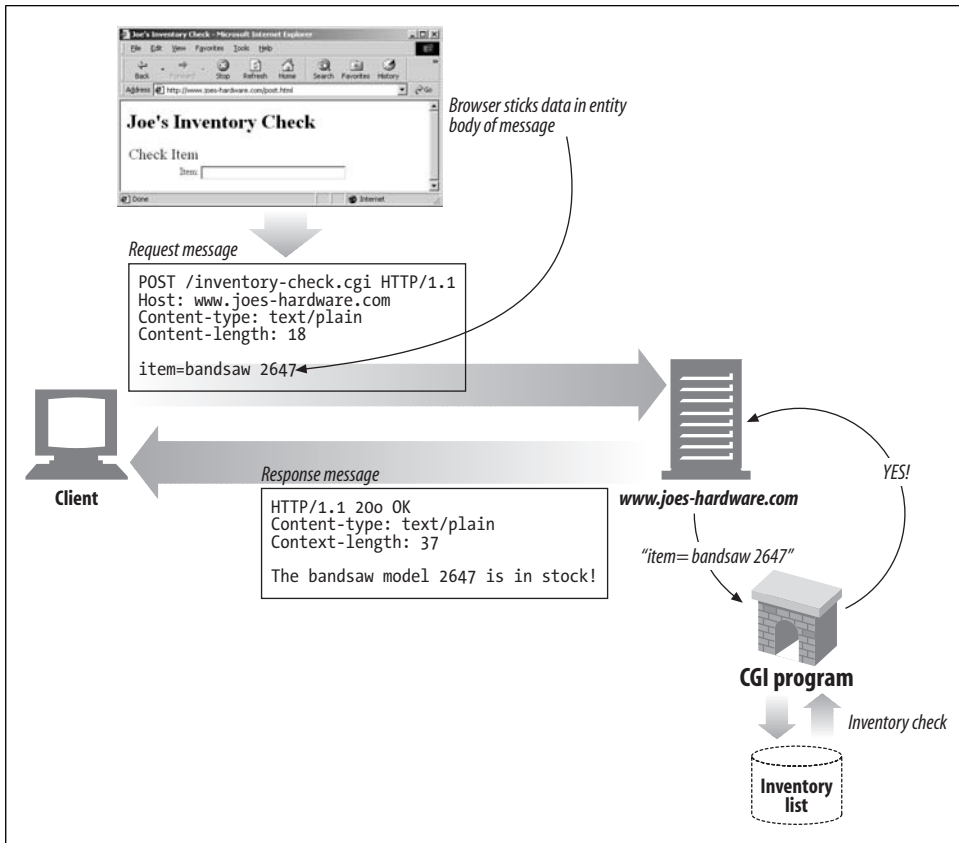 Joe's Inventory Check - Microsoft Internet Explorer
File Edit View Favorites Tools Help
Back Forward Stop Refresh Home Search Favorites History
Address http://www.joes-hardware.com/post.html Go
Joe's Inventory Check
Check Item
Item:
Done Internet
Browser sticks data in entity
body of message
Request message
POST /inventory-check.cgi HTTP/1.1
Host: www.joes-hardware.com
Content-type: text/plain
Content-length: 18
item=bandsaw 2647
Client
Response message
HTTP/1.1 20o OK
Content-type: text/plain
Context-length: 37
The bandsaw model 2647 is in stock!
www.joes-hardware.com
YES!
“item= bandsaw 2647”
CGI program
Inventory check
Inventory
list